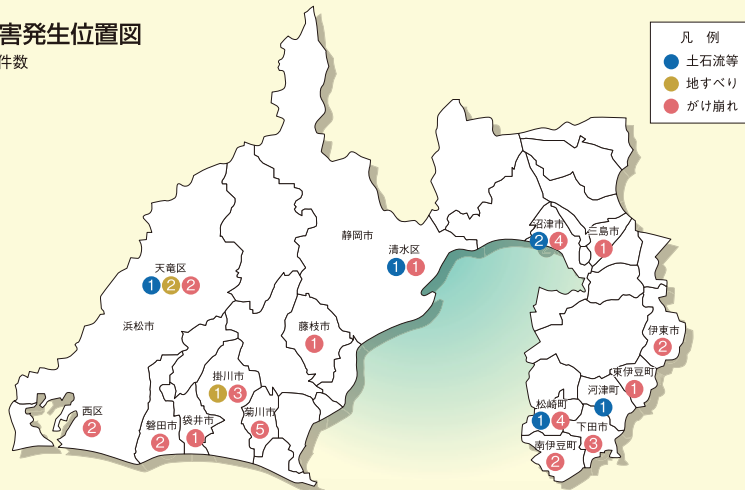 害発生位置図
件数
凡 例
土石流等
地すべり
がけ崩れ
静岡市
清水区
1 1
沼津市
2 4
三島市
1
天竜区
1 2 2
浜松市
藤枝市
1
伊東市
2
東伊豆町
1
河津町
1
掛川市
1 3
菊川市
5
松崎町
1 4
西区
2
磐田市
2
袋井市
1
下田市
3
南伊豆町
2